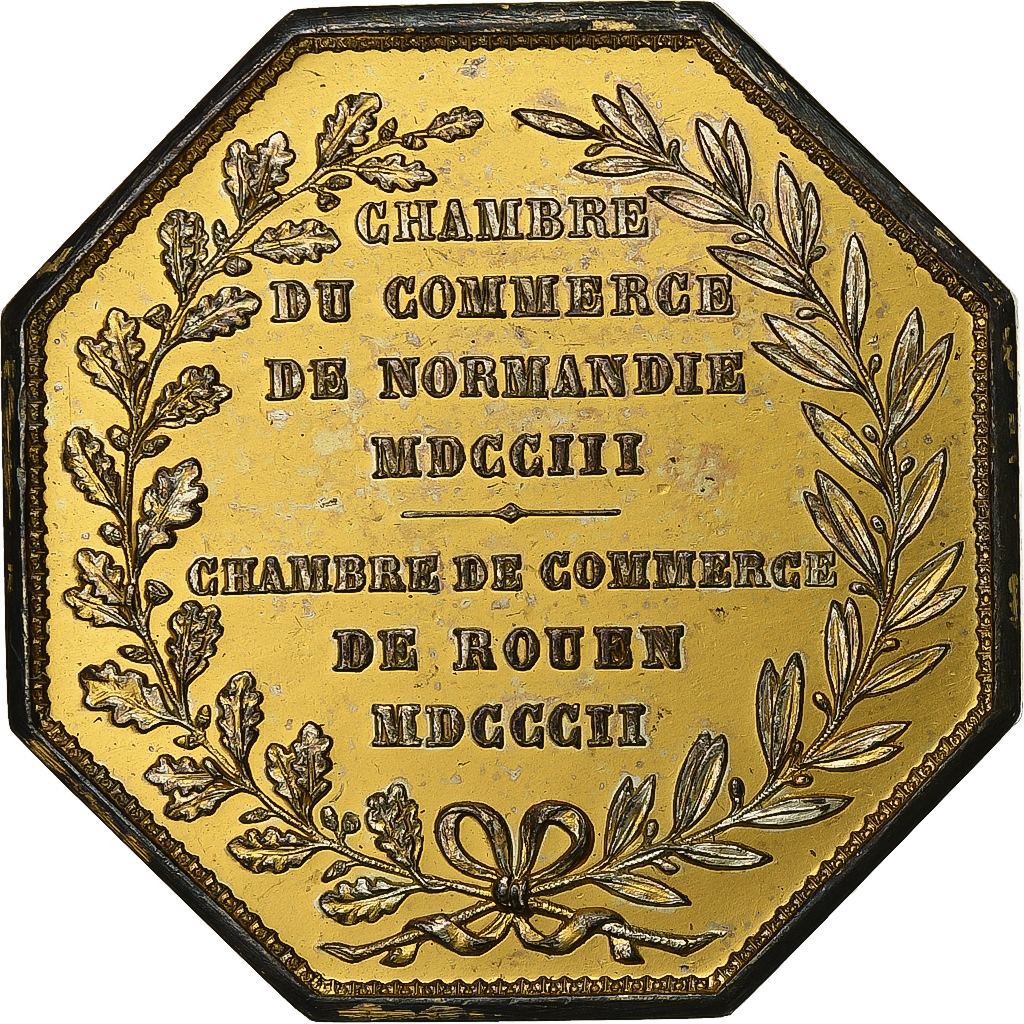 CHAMBRE
DU COMMERCE
DE NORMANDIE
MDCCIII
CHAMBRE DE COMMERCE
DE ROUEN
MDCCCII